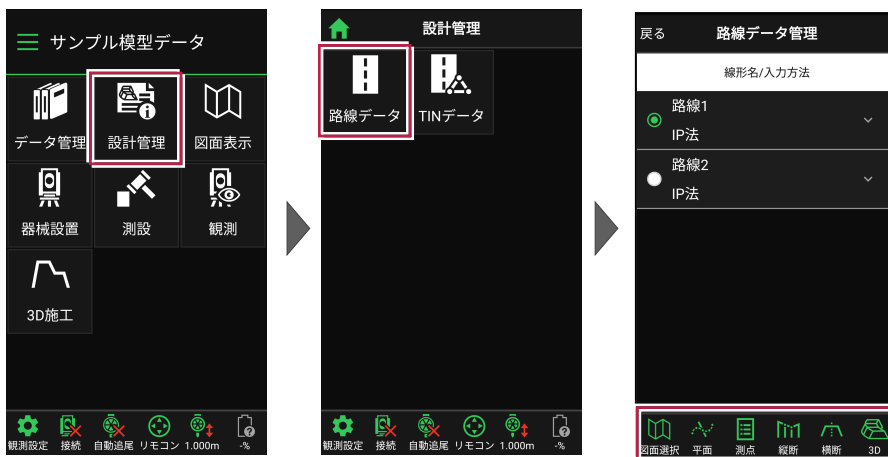 サンプル模型データ
データ管理
設計管理
図面表示
器械設置
測設
観測
3D施工
観測設定
接続
自動追尾
リモコン
1.000m
-%
設計管理
路線データ
TINデータ
観測設定
接続
自動追尾
リモコン
1.000m
-%
戻る
路線データ管理
線形名/入力方法
路線1
IP法
路線2
IP法
図面選択
平面
測点
縦断
横断
3D